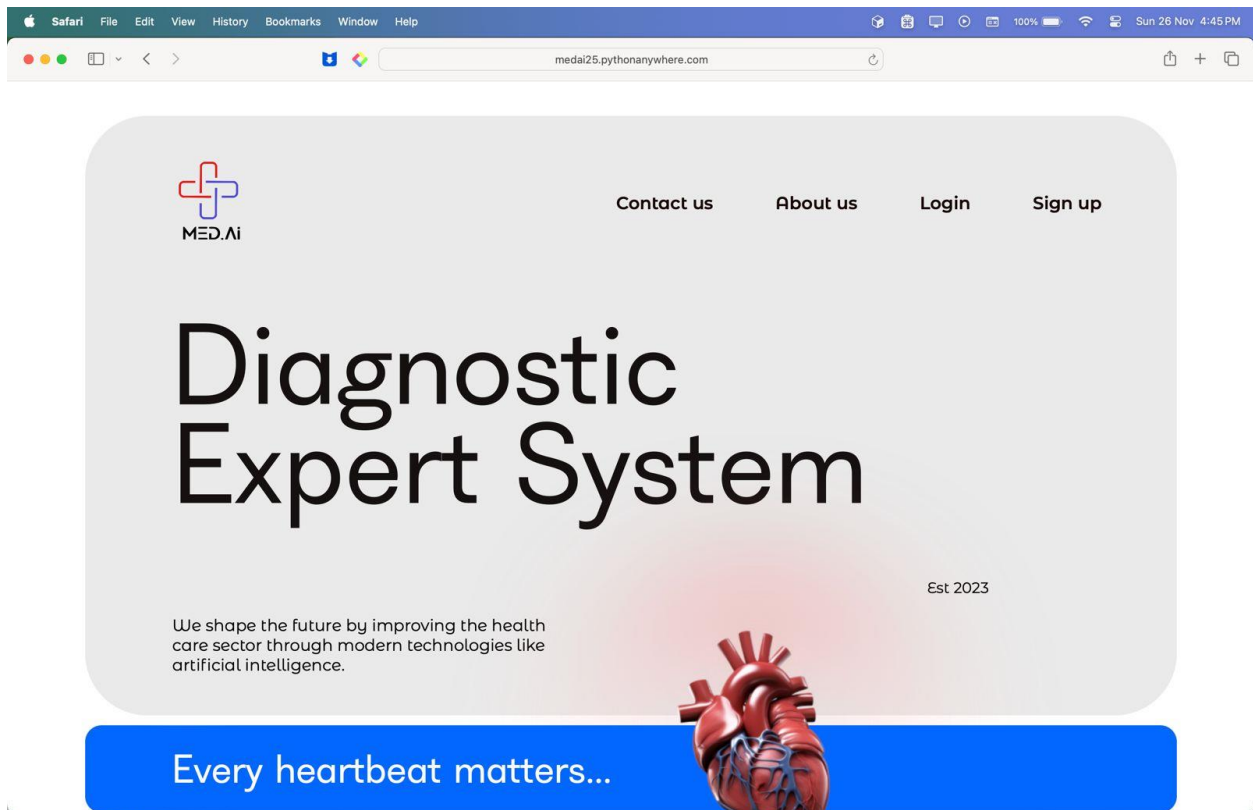 Safari File Edit View History Bookmarks Window Help 100% Sun 26 Nov 4:45 PM
medai25.pythonanywhere.com
MED.Ai
Contact us About us Login Sign up
Diagnostic
Expert System
Est 2023
We shape the future by improving the health
care sector through modern technologies like
artificial intelligence.
Every heartbeat matters...